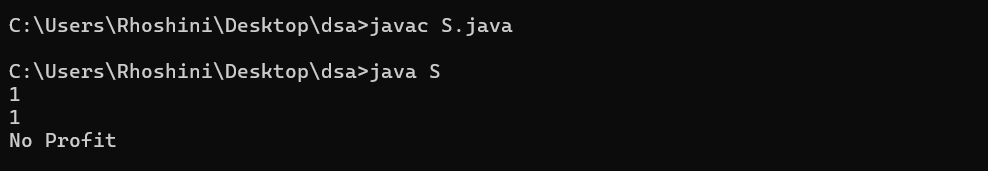 C:\Users\Rhoshini\Desktop\dsa>javac S.java
C:\Users\Rhoshini\Desktop\dsa>java S
1
1
No Profit